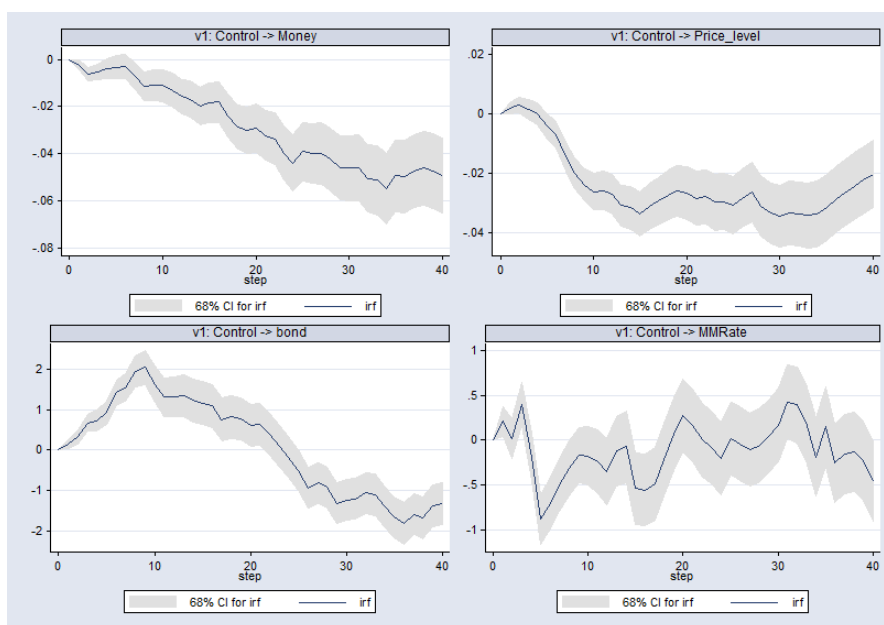 v1: Control -> Money
0
-.02
-.04
-.06
-.08
0 10 20 30 40
step
68% CI for irf irf
v1: Control -> Price_level
.02
0
-.02
-.04
0 10 20 30 40
step
68% CI for irf irf
v1: Control -> bond
2
1
0
-1
-2
0 10 20 30 40
step
68% CI for irf irf
v1: Control -> MMRate
1
.5
0
-.5
-1
0 10 20 30 40
step
68% CI for irf irf